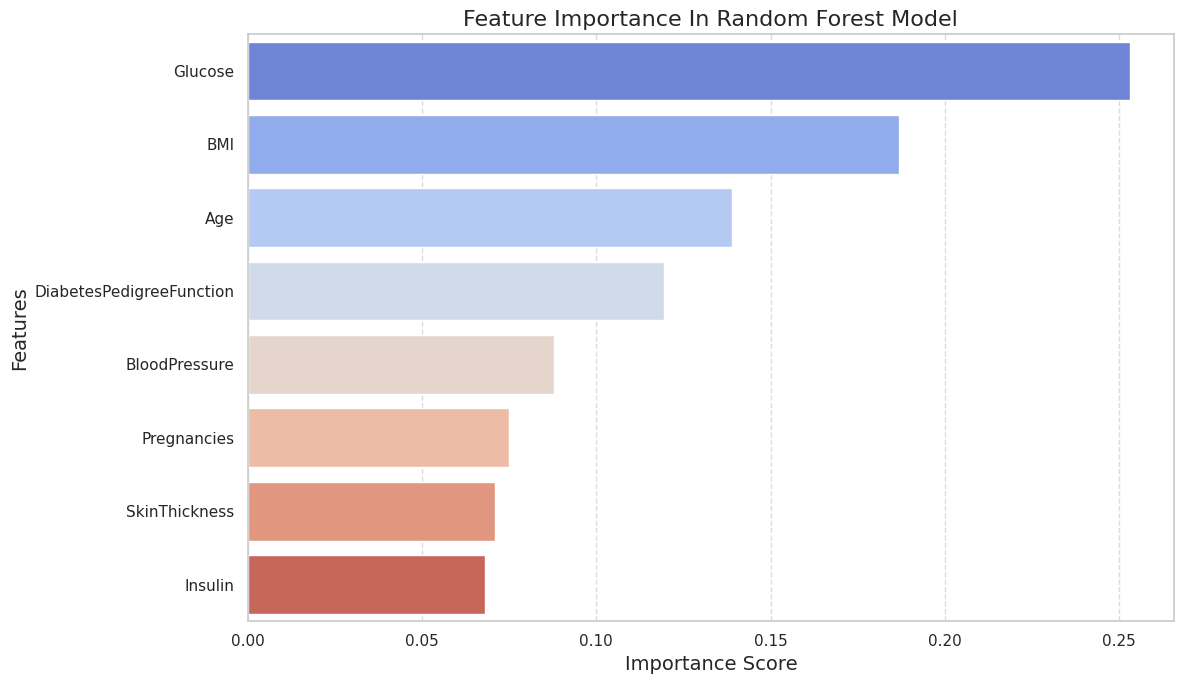 Feature Importance In Random Forest Model
Features
Glucose
BMI
Age
DiabetesPedigreeFunction
BloodPressure
Pregnancies
SkinThickness
Insulin
0.00 0.05 0.10 0.15 0.20 0.25
Importance Score